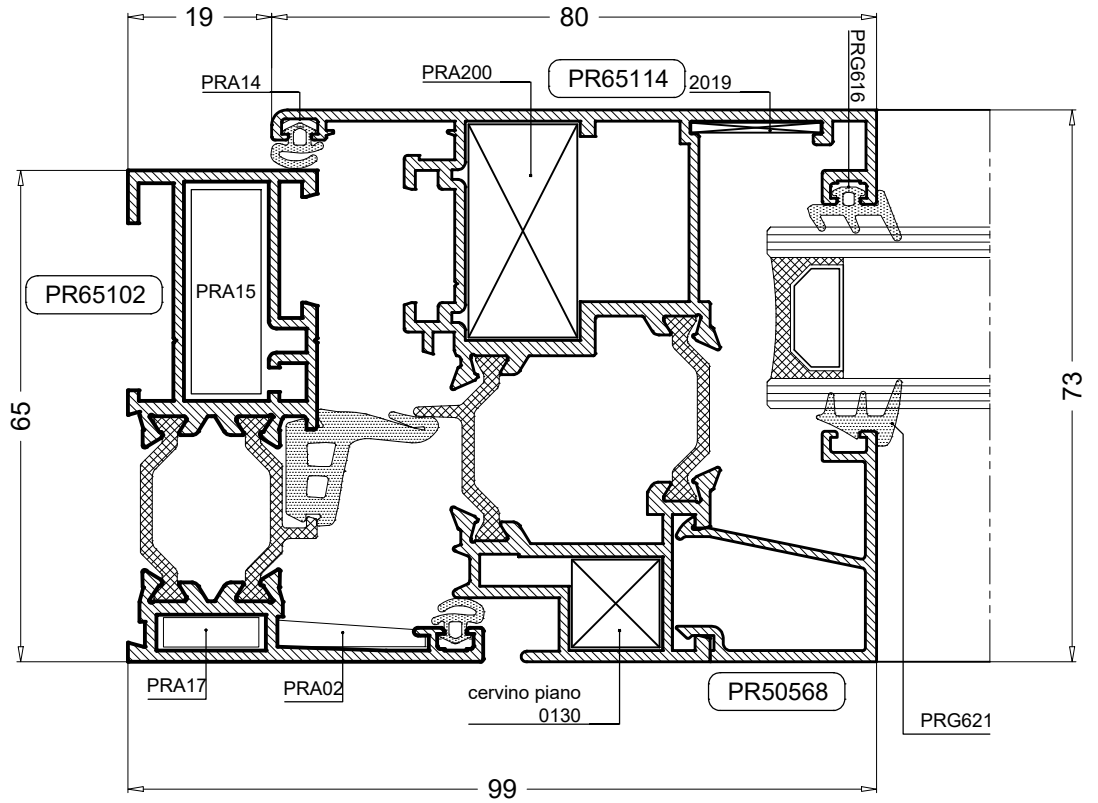 19
80
PRA14
PRA200
PR65114
2019
PRG616
PR65102
PRA15
65
73
PRA17
PRA02
cervino piano
0130
PR50568
PRG621
99